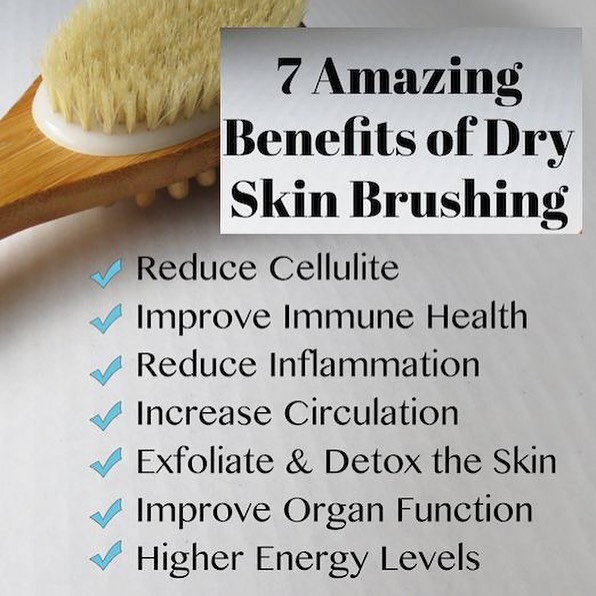 7 Amazing
Benefits of Dry
Skin Brushing
Reduce Cellulite
Improve Immune Health
Reduce Inflammation
Increase Circulation
Exfoliate & Detox the Skin
Improve Organ Function
Higher Energy Levels